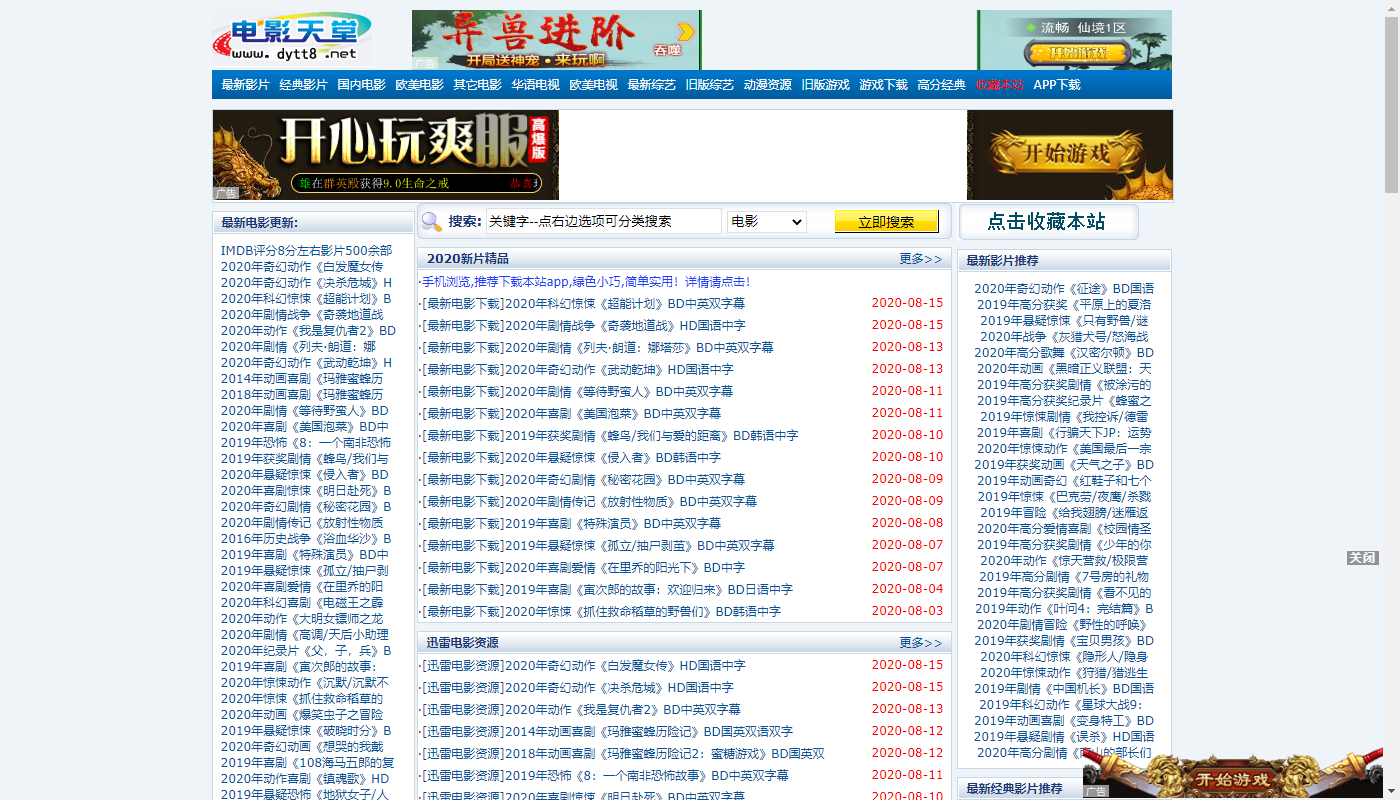 电影天堂
www.dytt8.net
异兽进阶
吞噬
开局送神宠·来玩啊
广告
流畅 仙境1区
最新影片 经典影片 国内电影 欧美电影 其它电影 华语电视 欧美电视 最新综艺 旧版综艺 动漫资源 旧版游戏 游戏下载 高分经典 收藏本站 APP下载
开心玩爽服
高爆版
雄在群英殿获得9.0生命之戒
广告
开始游戏
最新电影更新:
IMDB评分8分左右影片500余部
2020年奇幻动作《白发魔女传
2020年奇幻动作《决杀危城》H
2020年科幻惊悚《超能计划》B
2020年剧情战争《奇袭地道战
2020年动作《我是复仇者2》BD
2020年剧情《列夫·朗道：娜
2020年奇幻动作《武动乾坤》H
2014年动画喜剧《玛雅蜜蜂历
2018年动画喜剧《玛雅蜜蜂历
2020年剧情《等待野蛮人》BD
2020年喜剧《美国泡菜》BD中
2019年恐怖《8：一个南非恐怖
2019年获奖剧情《蜂鸟/我们与
2020年悬疑惊悚《侵入者》BD
2020年喜剧惊悚《明日赴死》B
2020年奇幻剧情《秘密花园》B
2020年剧情传记《放射性物质
2016年历史战争《浴血华沙》B
2019年喜剧《特殊演员》BD中
2019年悬疑惊悚《孤立/抽尸剥
2020年喜剧爱情《在里乔的阳
2020年科幻喜剧《电磁王之霹
2020年动作《大明女镖师之龙
2020年剧情《高调/天后小助理
2020年纪录片《父，子，兵》B
2019年喜剧《寅次郎的故事：
2020年惊悚动作《沉默/沉默不
2020年惊悚《抓住救命稻草的
2020年动画《爆笑虫子之冒险
2019年悬疑惊悚《破晓时分》B
2020年奇幻动画《想哭的我戴
2019年喜剧《108海马五郎的复
2020年动作喜剧《镇魂歌》HD
2019年悬疑恐怖《地狱女子/人
搜索: 关键字--点右边选项可分类搜索 电影 立即搜索
2020新片精品 更多>>
·手机浏览,推荐下载本站app,绿色小巧,简单实用！详情请点击!
·[最新电影下载]2020年科幻惊悚《超能计划》BD中英双字幕 2020-08-15
·[最新电影下载]2020年剧情战争《奇袭地道战》HD国语中字 2020-08-15
·[最新电影下载]2020年剧情《列夫·朗道：娜塔莎》BD中英双字幕 2020-08-13
·[最新电影下载]2020年奇幻动作《武动乾坤》HD国语中字 2020-08-13
·[最新电影下载]2020年剧情《等待野蛮人》BD中英双字幕 2020-08-11
·[最新电影下载]2020年喜剧《美国泡菜》BD中英双字幕 2020-08-11
·[最新电影下载]2019年获奖剧情《蜂鸟/我们与爱的距离》BD韩语中字 2020-08-10
·[最新电影下载]2020年悬疑惊悚《侵入者》BD韩语中字 2020-08-10
·[最新电影下载]2020年奇幻剧情《秘密花园》BD中英双字幕 2020-08-09
·[最新电影下载]2020年剧情传记《放射性物质》BD中英双字幕 2020-08-09
·[最新电影下载]2019年喜剧《特殊演员》BD中英双字幕 2020-08-08
·[最新电影下载]2019年悬疑惊悚《孤立/抽尸剥茧》BD中英双字幕 2020-08-07
·[最新电影下载]2020年喜剧爱情《在里乔的阳光下》BD中字 2020-08-07
·[最新电影下载]2019年喜剧《寅次郎的故事：欢迎归来》BD日语中字 2020-08-04
·[最新电影下载]2020年惊悚《抓住救命稻草的野兽们》BD韩语中字 2020-08-03
迅雷电影资源 更多>>
·[迅雷电影资源]2020年奇幻动作《白发魔女传》HD国语中字 2020-08-15
·[迅雷电影资源]2020年奇幻动作《决杀危城》HD国语中字 2020-08-15
·[迅雷电影资源]2020年动作《我是复仇者2》BD中英双字幕 2020-08-13
·[迅雷电影资源]2014年动画喜剧《玛雅蜜蜂历险记》BD国英双语双字 2020-08-12
·[迅雷电影资源]2018年动画喜剧《玛雅蜜蜂历险记2：蜜糖游戏》BD国英双 2020-08-12
·[迅雷电影资源]2019年恐怖《8：一个南非恐怖故事》BD中英双字幕 2020-08-11
·[迅雷电影资源]2020年喜剧惊悚《明日赴死》BD中英双字幕 2020-08-10
点击收藏本站
最新影片推荐
2020年奇幻动作《征途》BD国语
2019年高分获奖《平原上的夏洛
2019年悬疑惊悚《只有野兽/谜
2020年战争《灰猎犬号/怒海战
2020年高分歌舞《汉密尔顿》BD
2020年动画《黑暗正义联盟：天
2019年高分获奖剧情《被涂污的
2019年高分获奖纪录片《蜂蜜之
2019年惊悚剧情《我控诉/德雷
2019年喜剧《行骗天下JP：运势
2020年惊悚动作《美国最后一宗
2019年获奖动画《天气之子》BD
2019年动画奇幻《红鞋子和七个
2019年惊悚《巴克劳/夜鹰/杀戮
2019年冒险《给我翅膀/迷雁返
2020年高分爱情喜剧《校园情圣
2019年高分获奖剧情《少年的你
2020年动作《惊天营救/极限营
2019年高分剧情《7号房的礼物
2019年高分获奖剧情《看不见的
2019年动作《叶问4：完结篇》B
2020年剧情冒险《野性的呼唤》
2019年获奖剧情《宝贝男孩》BD
2020年科幻惊悚《隐形人/隐身
2020年惊悚动作《狩猎/猎逃生
2019年剧情《中国机长》BD国语
2019年科幻动作《星球大战9：
2019年动画喜剧《变身特工》BD
2019年悬疑剧情《误杀》HD国语
2020年高分剧情《南山的部长们
最新经典影片推荐
关闭
开始游戏
广告